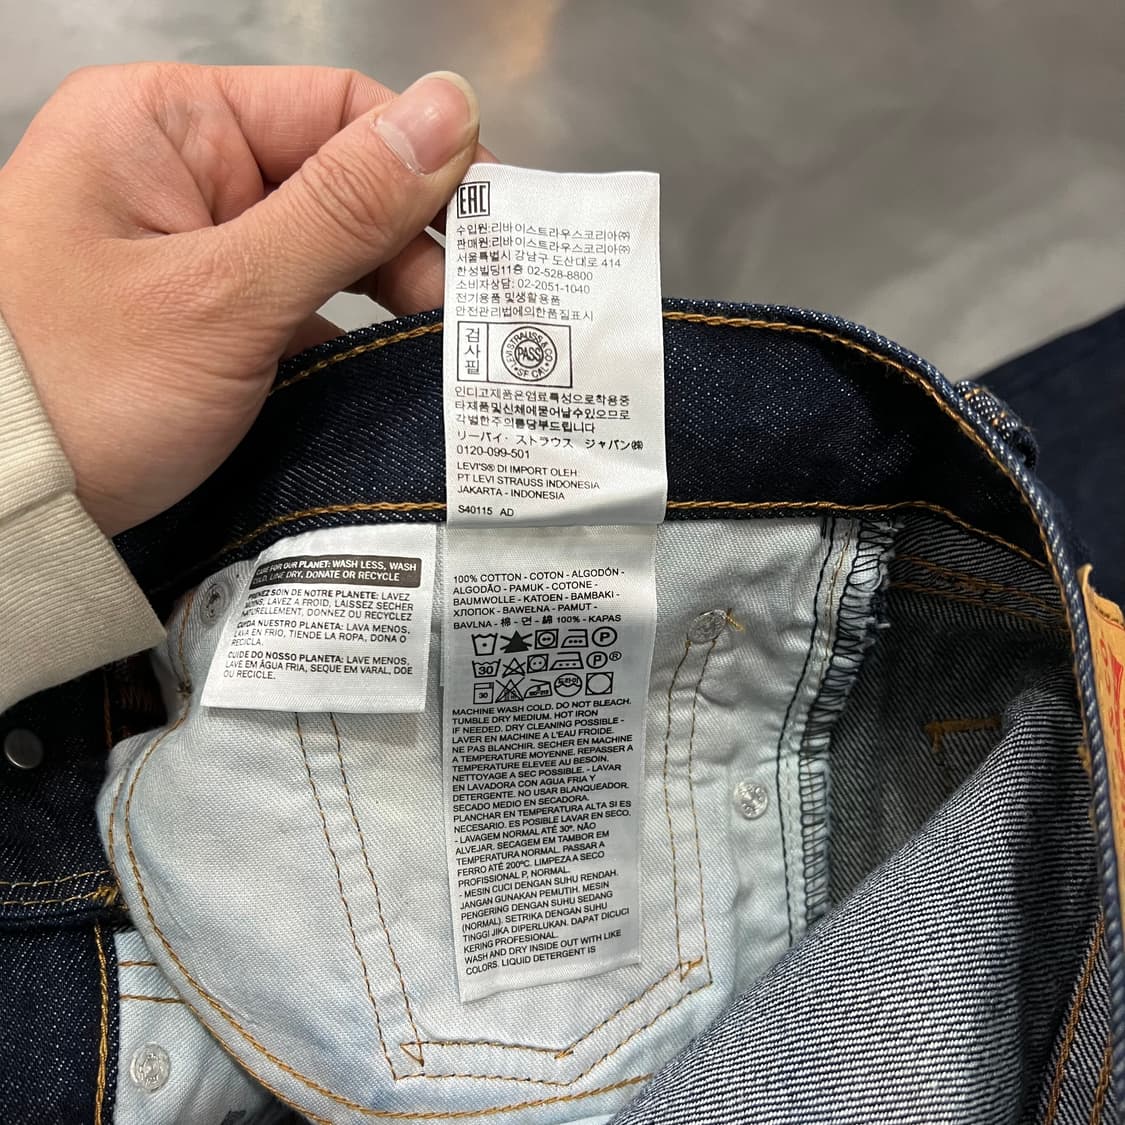 EAC
수입원:리바이스트라우스코리아㈜
판매원:리바이스트라우스코리아㈜
서울특별시 강남구 도산대로 414
한성빌딩11층 02-528-8800
소비자상담: 02-2051-1040
전기용품 및생활용품
안전관리법에의한품질표시
검사필
LEVI STRAUSS & CO
PASS
SF CAL
인디고제품은염료특성으로착용중
타제품및신체에묻어날수있으므로
각별한주의를당부드립니다
リーバイ・ストラウス ジャパン㈱
0120-099-501
LEVI'S® DI IMPORT OLEH
PT LEVI STRAUSS INDONESIA
JAKARTA - INDONESIA
S40115 AD
CARE FOR OUR PLANET: WASH LESS, WASH
COLD, LINE DRY, DONATE OR RECYCLE
PRENEZ SOIN DE NOTRE PLANETE: LAVEZ
MOINS, LAVEZ A FROID, LAISSEZ SECHER
NATURELLEMENT, DONNEZ OU RECYCLEZ
CUIDA NUESTRO PLANETA: LAVA MENOS,
LAVA EN FRIO, TIENDE LA ROPA, DONA O
RECICLA.
CUIDE DO NOSSO PLANETA: LAVE MENOS,
LAVE EM ÁGUA FRIA, SEQUE EM VARAL, DOE
OU RECICLE.
100% COTTON - COTON - ALGODÓN -
ALGODÃO - PAMUK - COTONE -
BAUMWOLLE - KATOEN - BAMBAKI -
ХЛОПОК - BAWEŁNA - PAMUT -
BAVLNA - 棉 - 면 - 綿 100% - KAPAS
P
30 P
30 드라이
MACHINE WASH COLD. DO NOT BLEACH.
TUMBLE DRY MEDIUM. HOT IRON
IF NEEDED. DRY CLEANING POSSIBLE -
LAVER EN MACHINE A L'EAU FROIDE.
NE PAS BLANCHIR. SECHER EN MACHINE
A TEMPERATURE MOYENNE. REPASSER A
TEMPERATURE ELEVEE AU BESOIN.
NETTOYAGE A SEC POSSIBLE. - LAVAR
EN LAVADORA CON AGUA FRIA Y
DETERGENTE. NO USAR BLANQUEADOR.
SECADO MEDIO EN SECADORA.
PLANCHAR EN TEMPERATURA ALTA SI ES
NECESARIO. ES POSIBLE LAVAR EN SECO.
- LAVAGEM NORMAL ATÉ 30º. NÃO
ALVEJAR. SECAGEM EM TAMBOR EM
TEMPERATURA NORMAL. PASSAR A
FERRO ATÉ 200ºC. LIMPEZA A SECO
PROFISSIONAL P, NORMAL.
- MESIN CUCI DENGAN SUHU RENDAH.
JANGAN GUNAKAN PEMUTIH. MESIN
PENGERING DENGAN SUHU SEDANG
(NORMAL). SETRIKA DENGAN SUHU
TINGGI JIKA DIPERLUKAN. DAPAT DICUCI
KERING PROFESIONAL.
WASH AND DRY INSIDE OUT WITH LIKE
COLORS. LIQUID DETERGENT IS